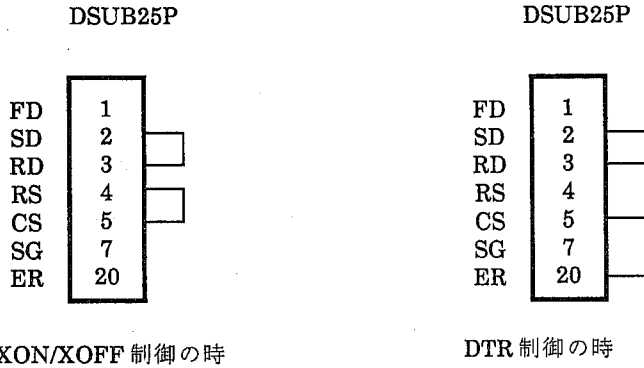 DSUB25P
FD 1
SD 2
RD 3
RS 4
CS 5
SG 7
ER 20
XON/XOFF 制御の時
DSUB25P
FD 1
SD 2
RD 3
RS 4
CS 5
SG 7
ER 20
DTR 制御の時